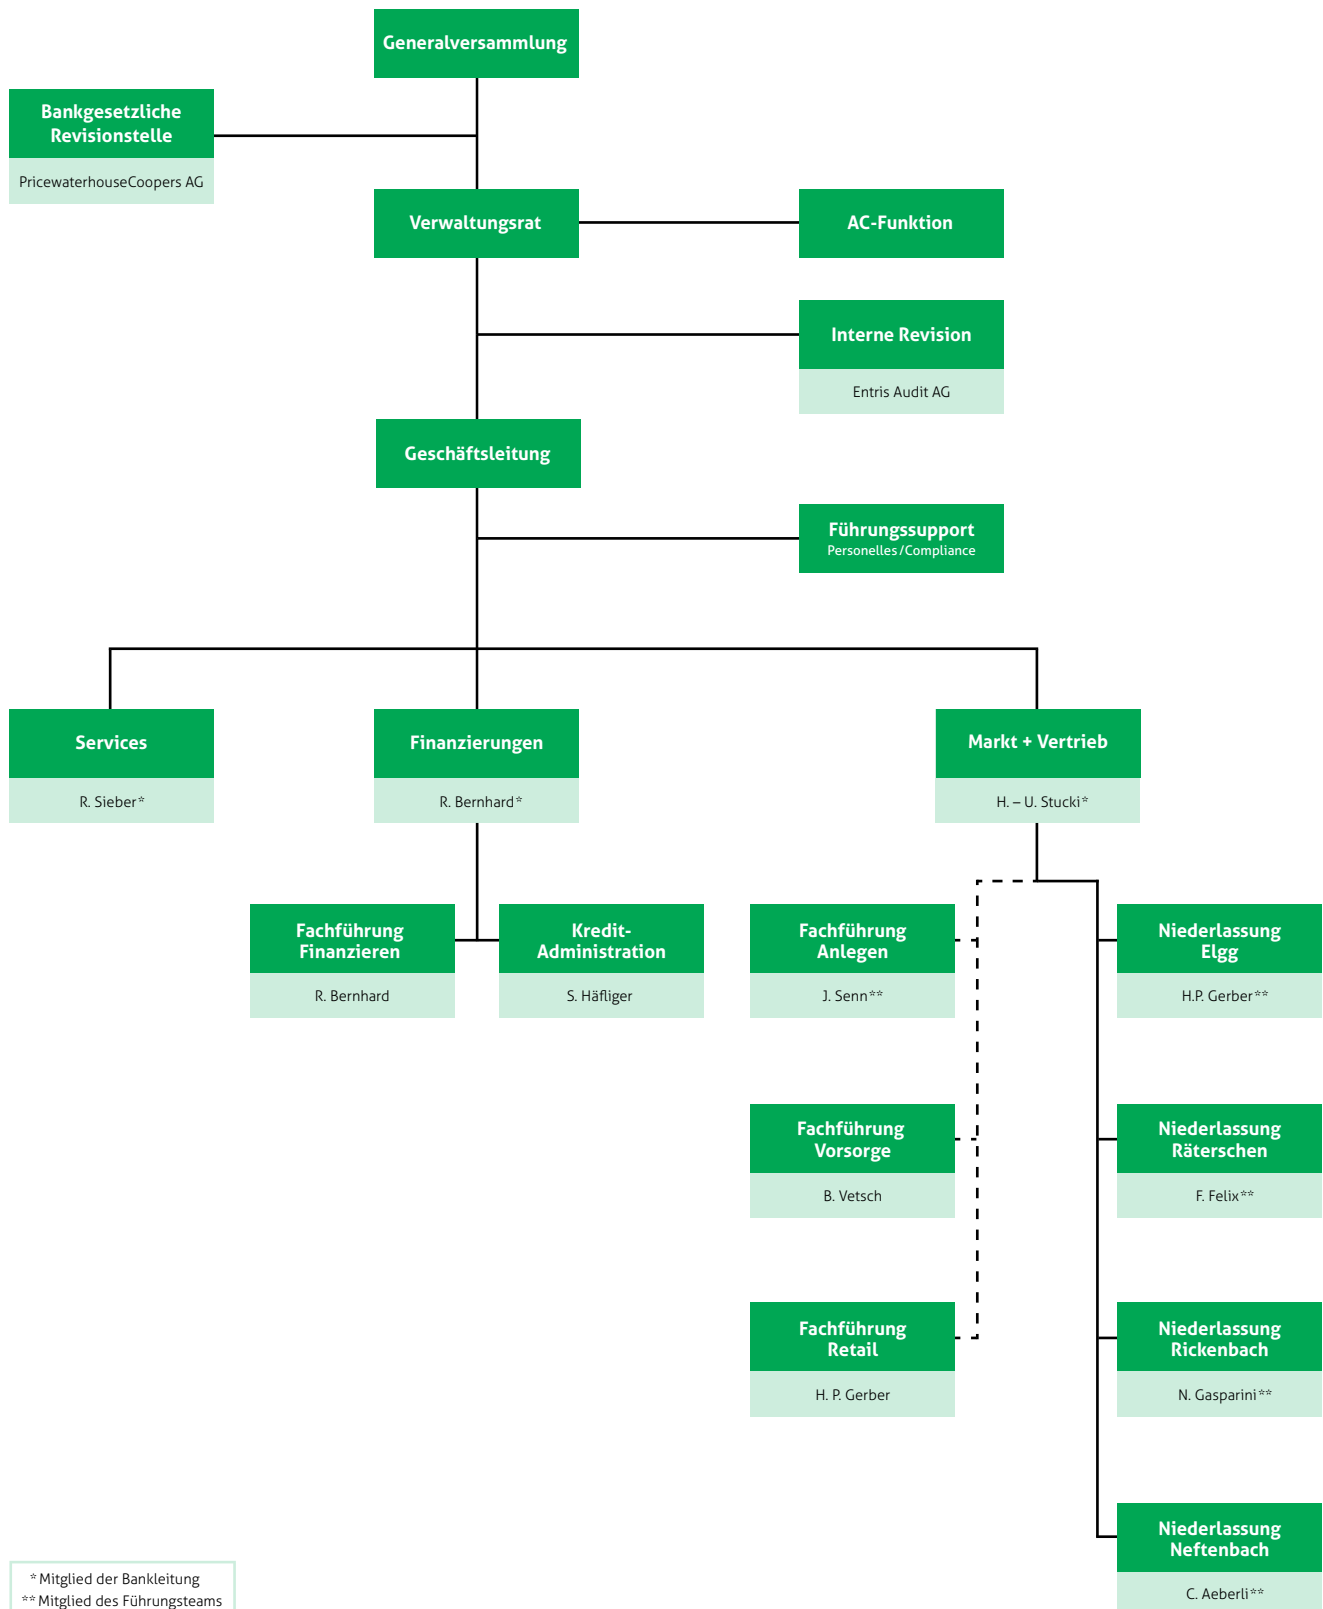 Generalversammlung
Bankgesetzliche
Revisionstelle
PricewaterhouseCoopers AG
Verwaltungsrat
AC-Funktion
Interne Revision
Entris Audit AG
Geschäftsleitung
Führungssupport
Personelles/Compliance
Services
R. Sieber*
Finanzierungen
R. Bernhard*
Markt + Vertrieb
H. – U. Stucki*
Fachführung
Finanzieren
R. Bernhard
Kredit-
Administration
S. Häfliger
Fachführung
Anlegen
J. Senn**
Niederlassung
Elgg
H.P. Gerber**
Fachführung
Vorsorge
B. Vetsch
Niederlassung
Räterschen
F. Felix**
Fachführung
Retail
H. P. Gerber
Niederlassung
Rickenbach
N. Gasparini**
Niederlassung
Neftenbach
C. Aeberli**
* Mitglied der Bankleitung
** Mitglied des Führungsteams